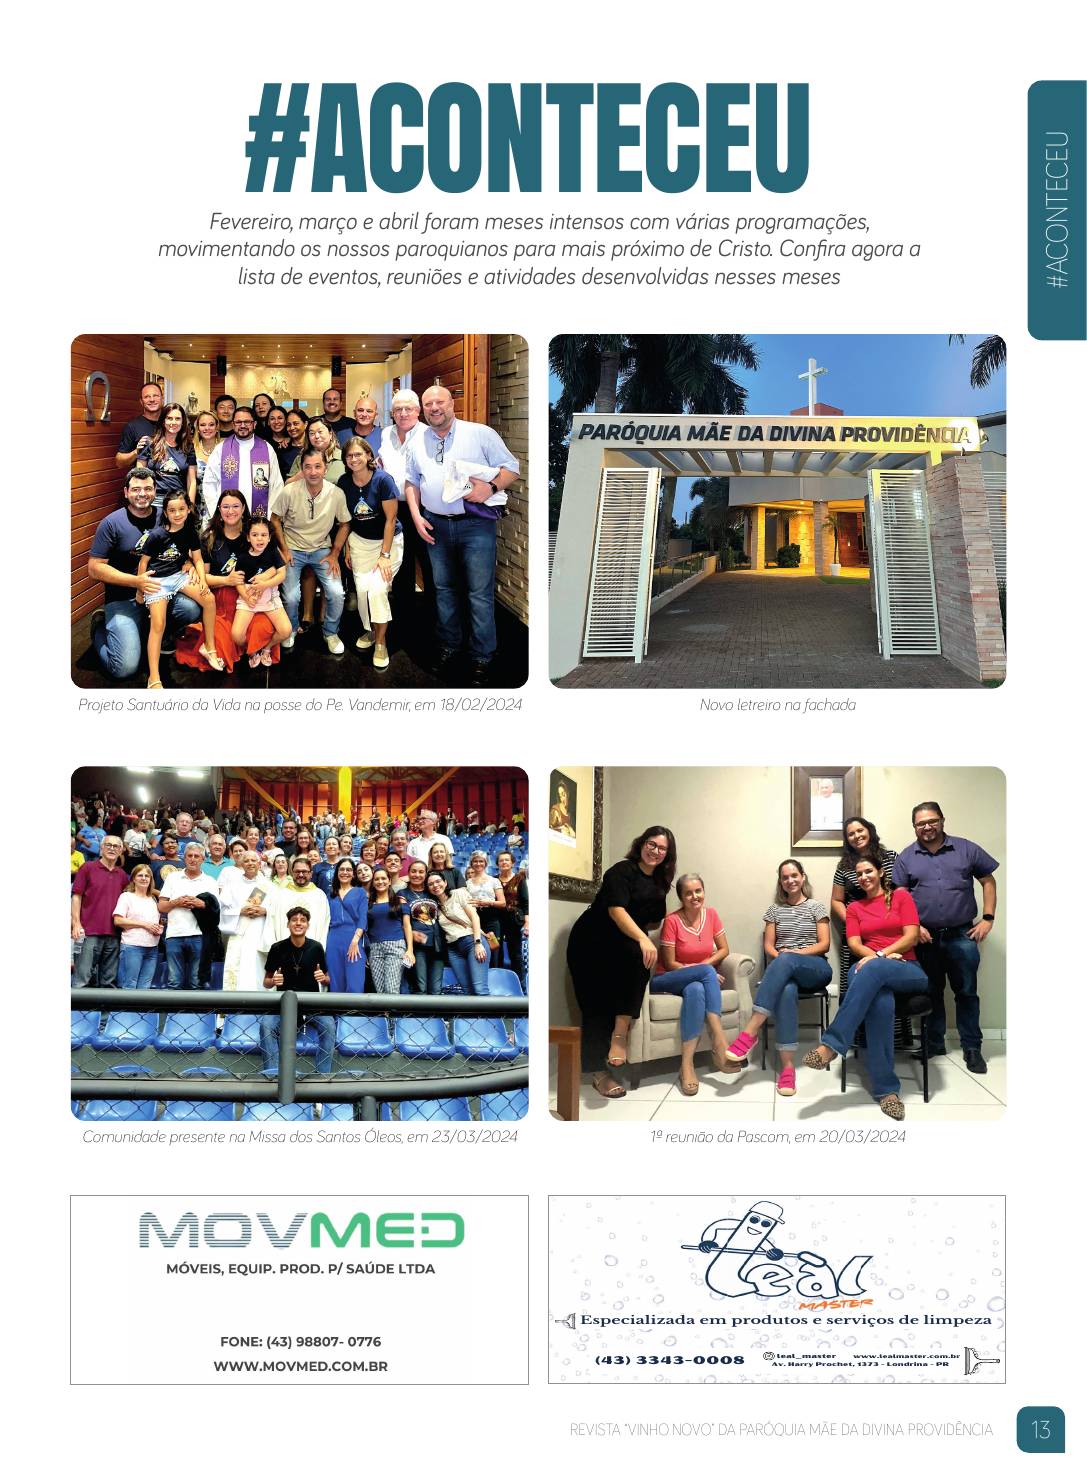 #ACONTECEU
Fevereiro, março e abril foram meses intensos com várias programações,
movimentando os nossos paroquianos para mais próximo de Cristo. Confira agora a
lista de eventos, reuniões e atividades desenvolvidas nesses meses
#ACONTECEU
PARÓQUIA MÃE DA DIVINA PROVIDÊNCIA
Projeto Santuário da Vida na posse do Pe. Vandemir, em 18/02/2024
Novo letreiro na fachada
Comunidade presente na Missa dos Santos Óleos, em 23/03/2024
1ª reunião da Pascom, em 20/03/2024
MOVMED
MÓVEIS, EQUIP. PROD. P/ SAÚDE LTDA
FONE: (43) 98807- 0776
WWW.MOVMED.COM.BR
Leàl
MASTER
Especializada em produtos e serviços de limpeza
(43) 3343-0008
leal_master www.lealmaster.com.br
Av. Harry Prochet, 1373 - Londrina - PR
REVISTA “VINHO NOVO” DA PARÓQUIA MÃE DA DIVINA PROVIDÊNCIA
13